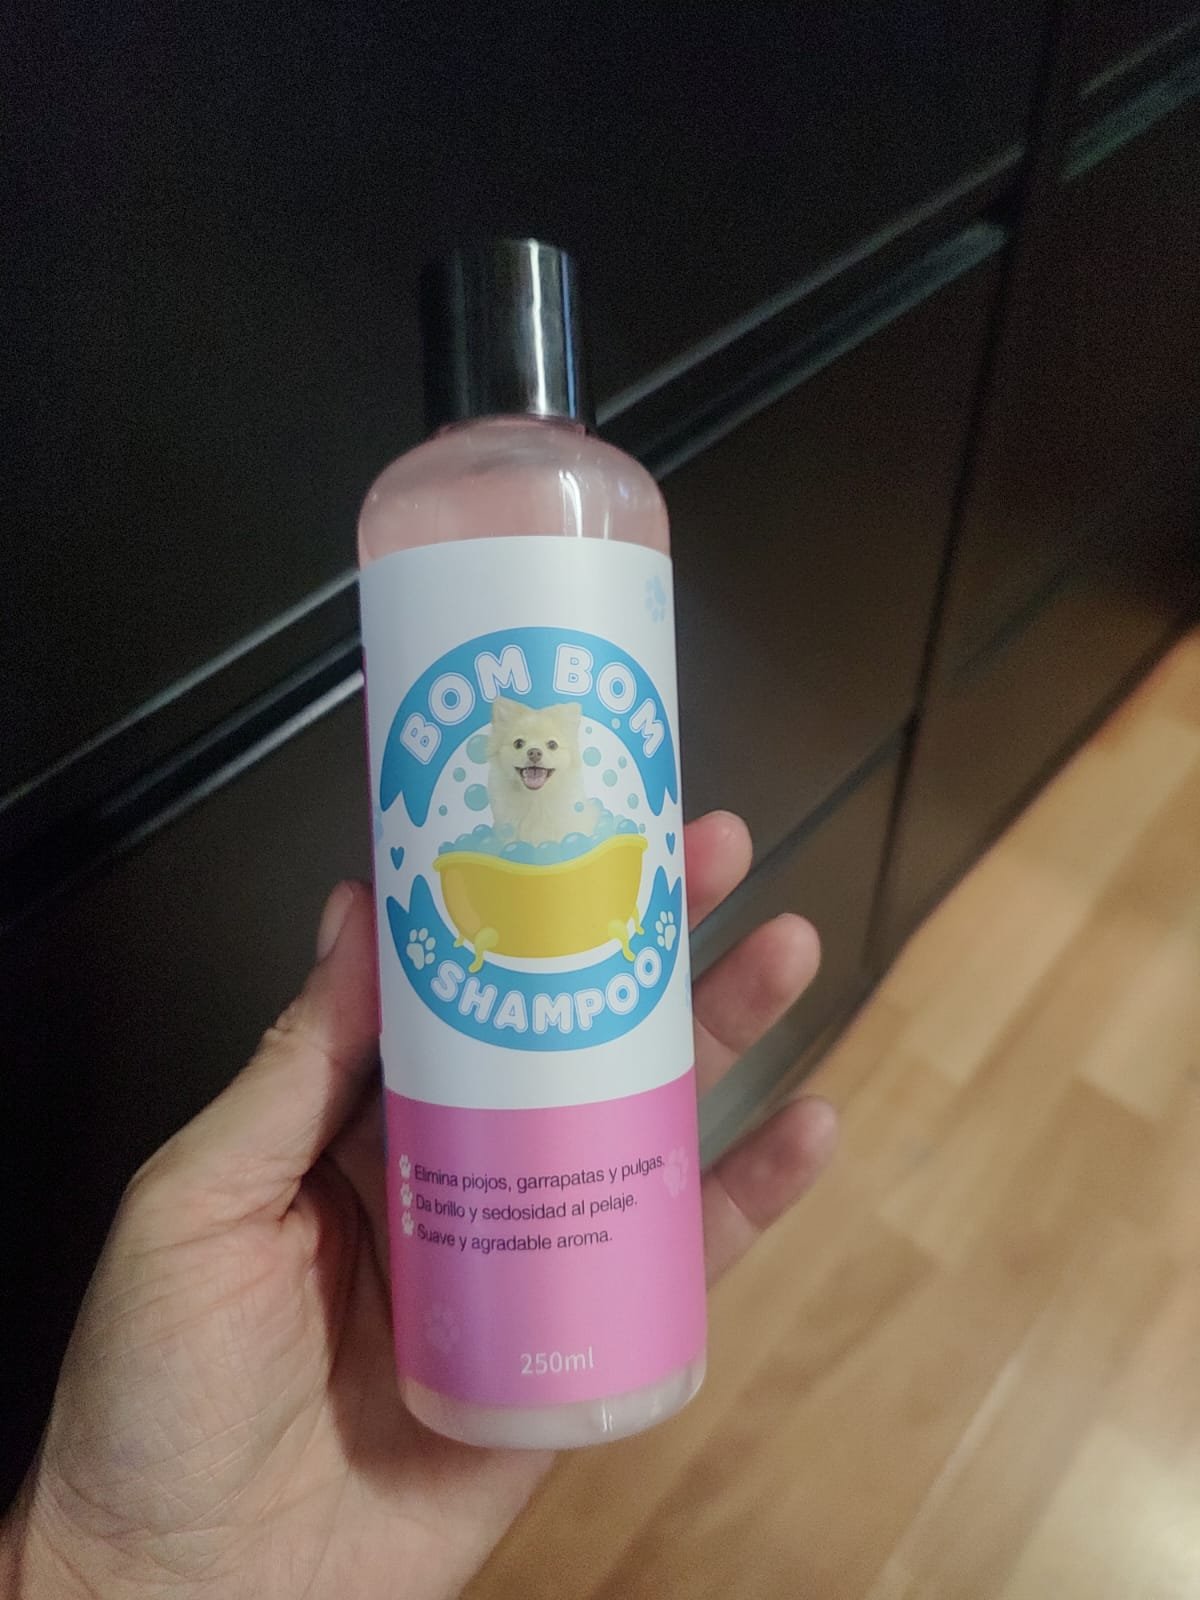 BOM BOM
SHAMPOO
Elimina piojos, garrapatas y pulgas.
Da brillo y sedosidad al pelaje.
Suave y agradable aroma.
250ml